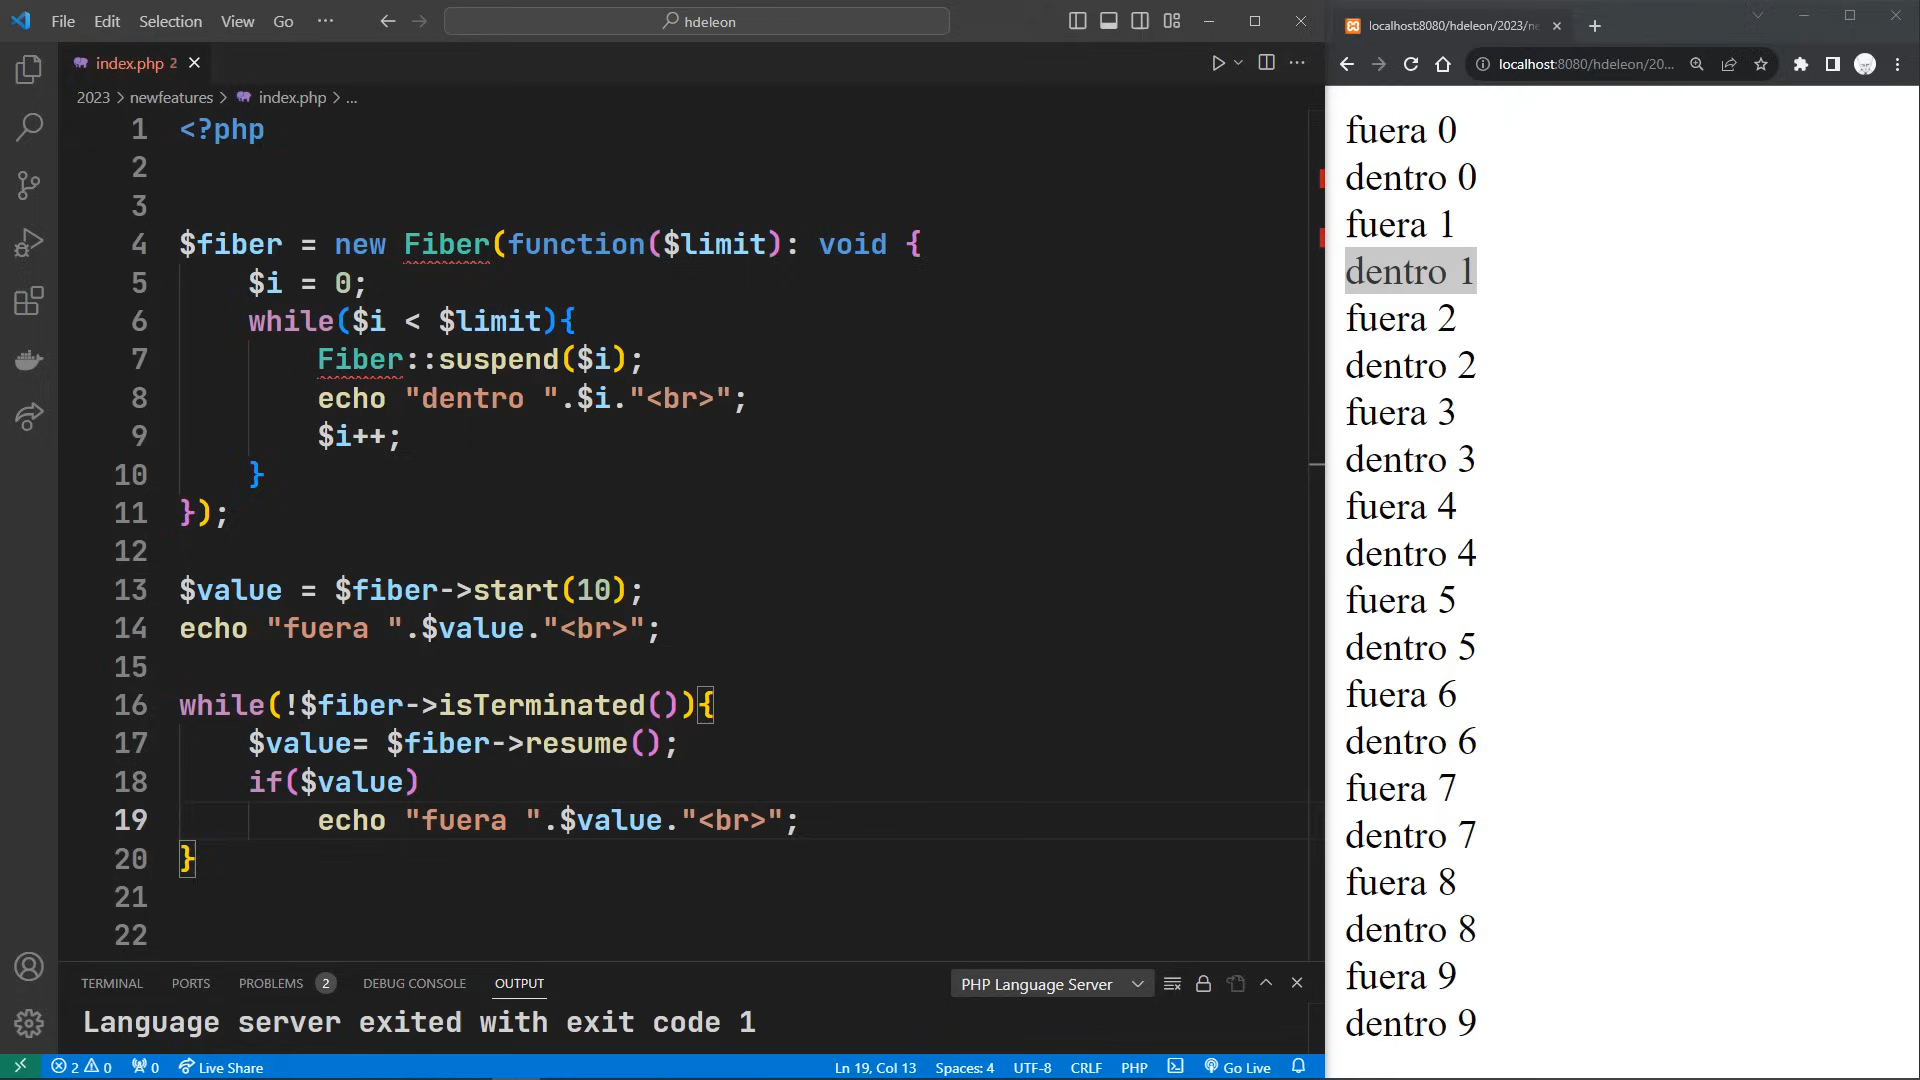 File Edit Selection View Go ··· hdeleon
index.php 2
2023 > newfeatures > index.php > ...
1 <?php
2
3
4 $fiber = new Fiber(function($limit): void {
5 $i = 0;
6 while($i < $limit){
7 Fiber::suspend($i);
8 echo "dentro ".$i."<br>";
9 $i++;
10 }
11 });
12
13 $value = $fiber->start(10);
14 echo "fuera ".$value."<br>";
15
16 while(!$fiber->isTerminated()){
17 $value= $fiber->resume();
18 if($value)
19 echo "fuera ".$value."<br>";
20 }
21
22
TERMINAL PORTS PROBLEMS 2 DEBUG CONSOLE OUTPUT PHP Language Server
Language server exited with exit code 1
2 0 0 Live Share Ln 19, Col 13 Spaces: 4 UTF-8 CRLF PHP Go Live
localhost:8080/hdeleon/2023/ne
localhost:8080/hdeleon/20...
fuera 0
dentro 0
fuera 1
dentro 1
fuera 2
dentro 2
fuera 3
dentro 3
fuera 4
dentro 4
fuera 5
dentro 5
fuera 6
dentro 6
fuera 7
dentro 7
fuera 8
dentro 8
fuera 9
dentro 9